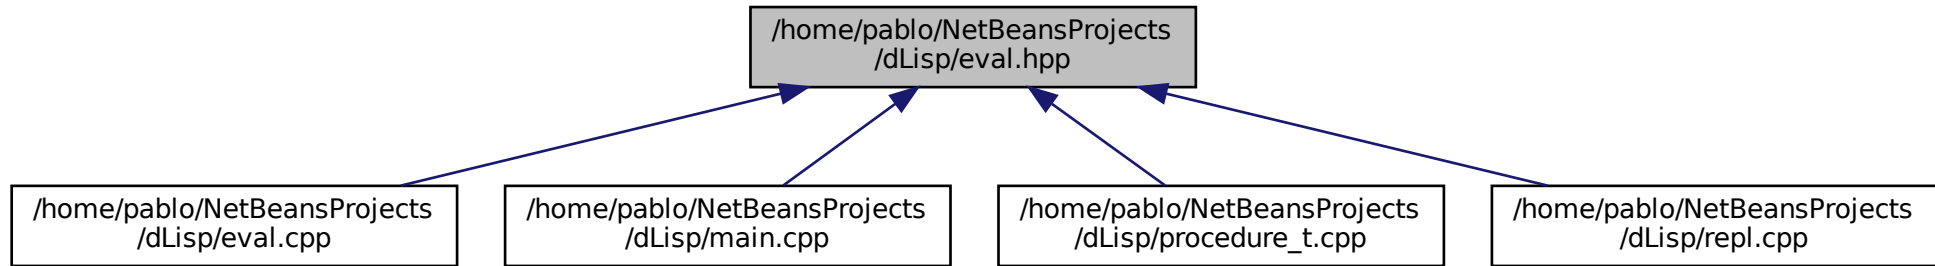 /home/pablo/NetBeansProjects
/dLisp/eval.hpp
/home/pablo/NetBeansProjects
/dLisp/eval.cpp
/home/pablo/NetBeansProjects
/dLisp/main.cpp
/home/pablo/NetBeansProjects
/dLisp/procedure_t.cpp
/home/pablo/NetBeansProjects
/dLisp/repl.cpp